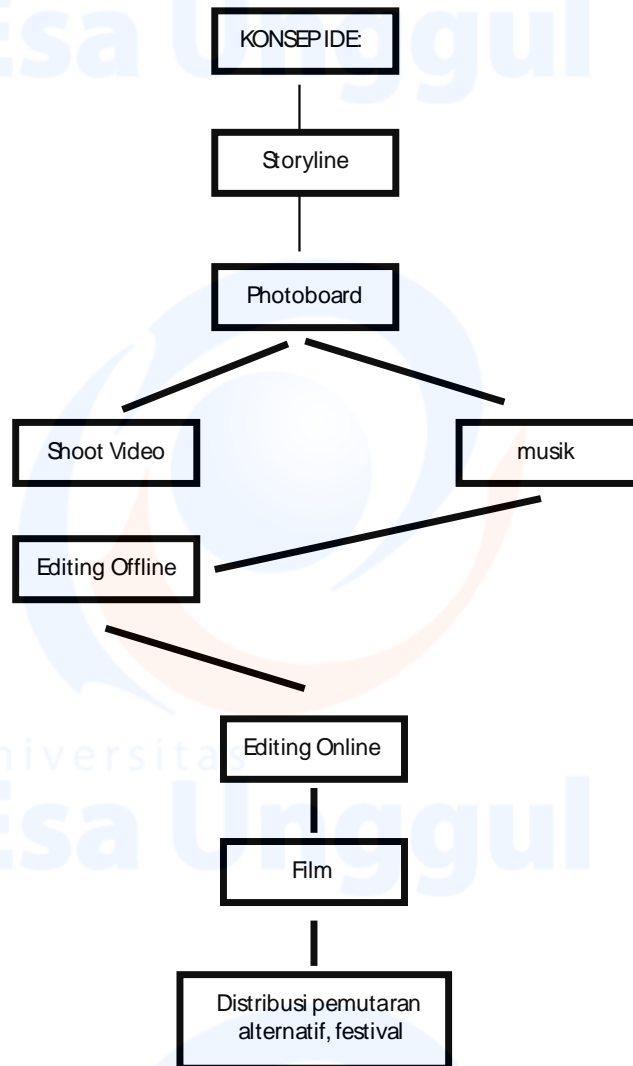 Esa Unggul
KONSEP IDE:
Storyline
Photoboard
Shoot Video
musik
Editing Offline
Editing Online
Universitas
Esa Unggul
Film
Distribusi pemutaran
alternatif, festival